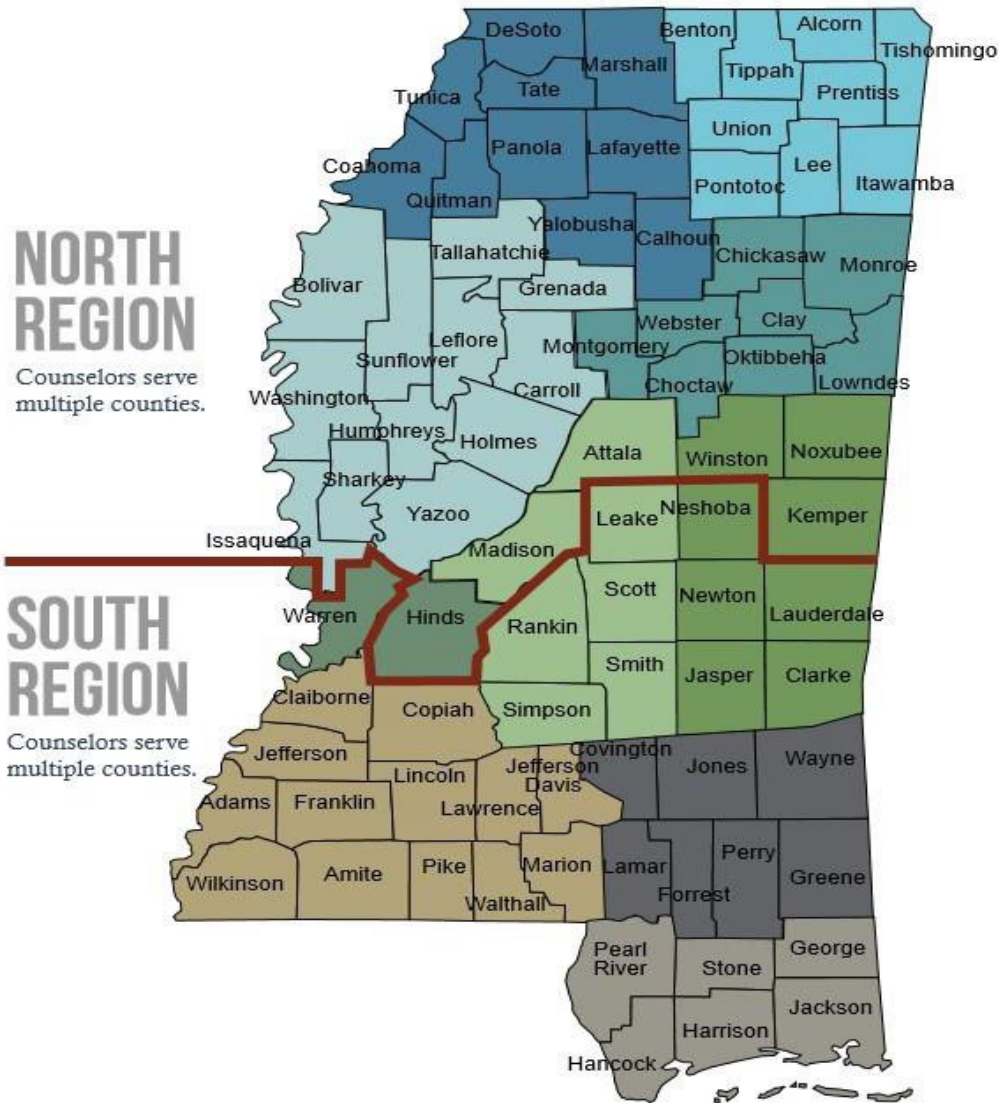 DeSoto
Benton
Alcorn
Tishomingo
Marshall
Tippah
Tate
Prentiss
Tunica
Union
Panola
Lafayette
Lee
Coahoma
Pontotoc
Itawamba
Quitman
Yalobusha
Calhoun
Tallahatchie
Chickasaw
Monroe
NORTH
REGION
Counselors serve
multiple counties.
Bolivar
Grenada
Webster
Clay
Leflore
Montgomery
Sunflower
Oktibbeha
Carroll
Choctaw
Lowndes
Washington
Humphreys
Holmes
Attala
Winston
Noxubee
Sharkey
Yazoo
Leake
Neshoba
Kemper
Issaquena
Madison
SOUTH
REGION
Counselors serve
multiple counties.
Warren
Hinds
Scott
Newton
Lauderdale
Rankin
Smith
Jasper
Clarke
Claiborne
Copiah
Simpson
Jefferson
Lincoln
Jefferson
Davis
Covington
Jones
Wayne
Adams
Franklin
Lawrence
Wilkinson
Amite
Pike
Marion
Walthall
Lamar
Perry
Forrest
Greene
Pearl
River
Stone
George
Jackson
Harrison
Hancock